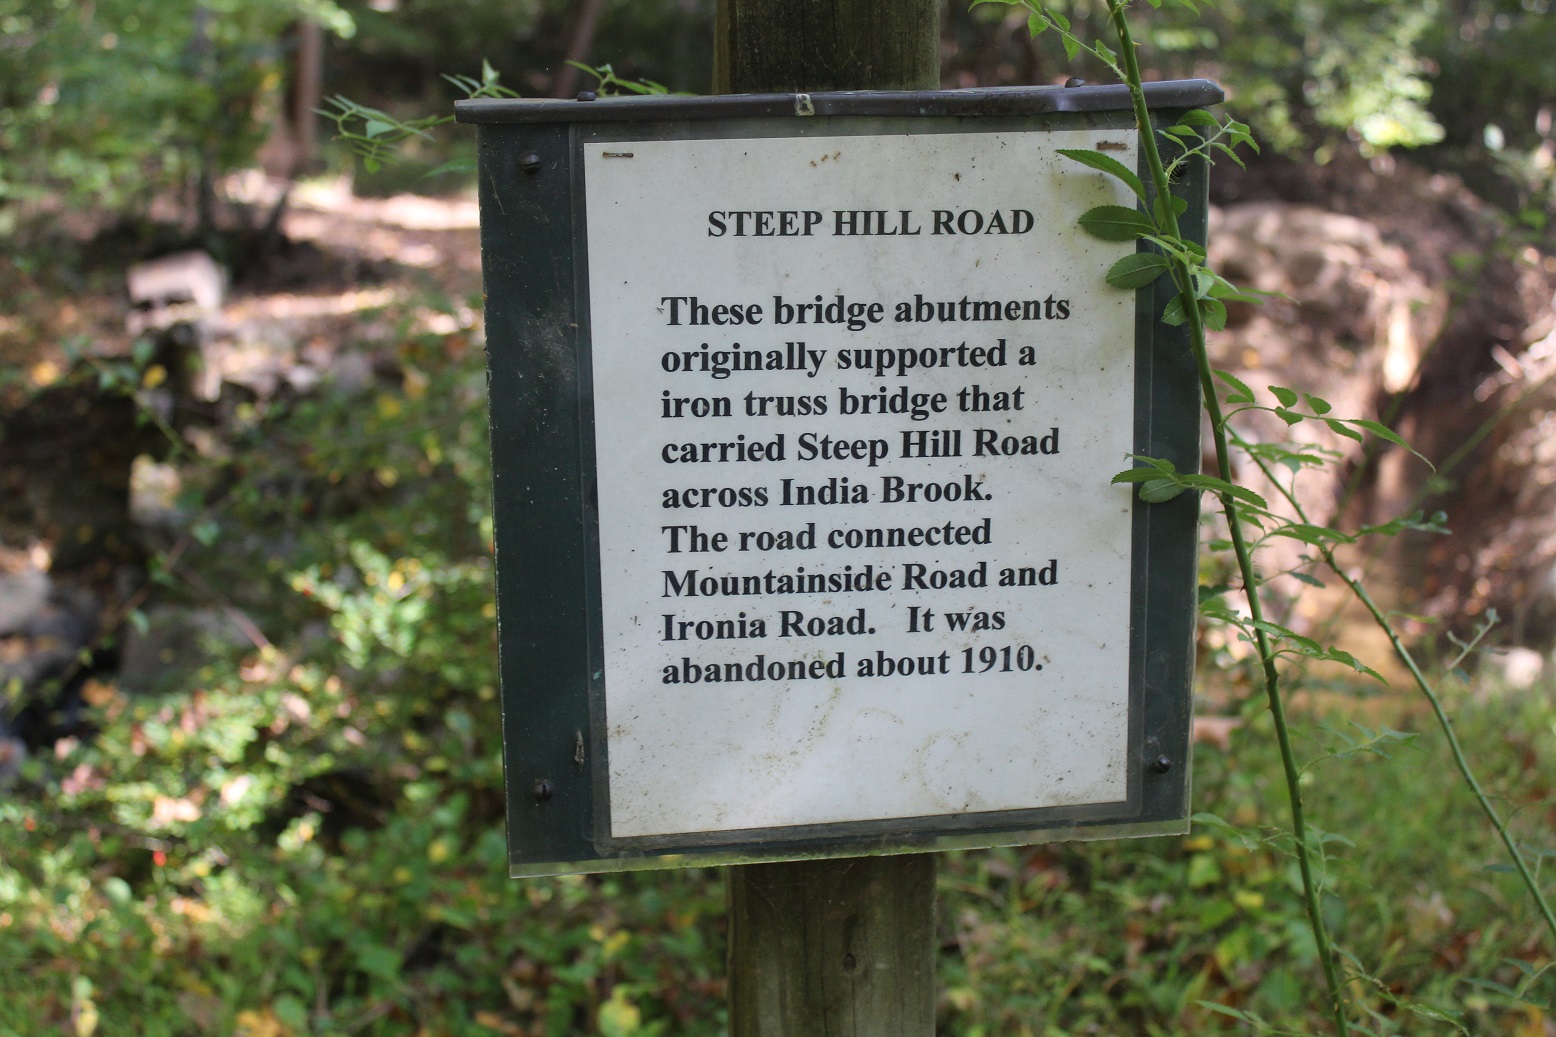 STEEP HILL ROAD
These bridge abutments
originally supported a
iron truss bridge that
carried Steep Hill Road
across India Brook.
The road connected
Mountainside Road and
Ironia Road. It was
abandoned about 1910.